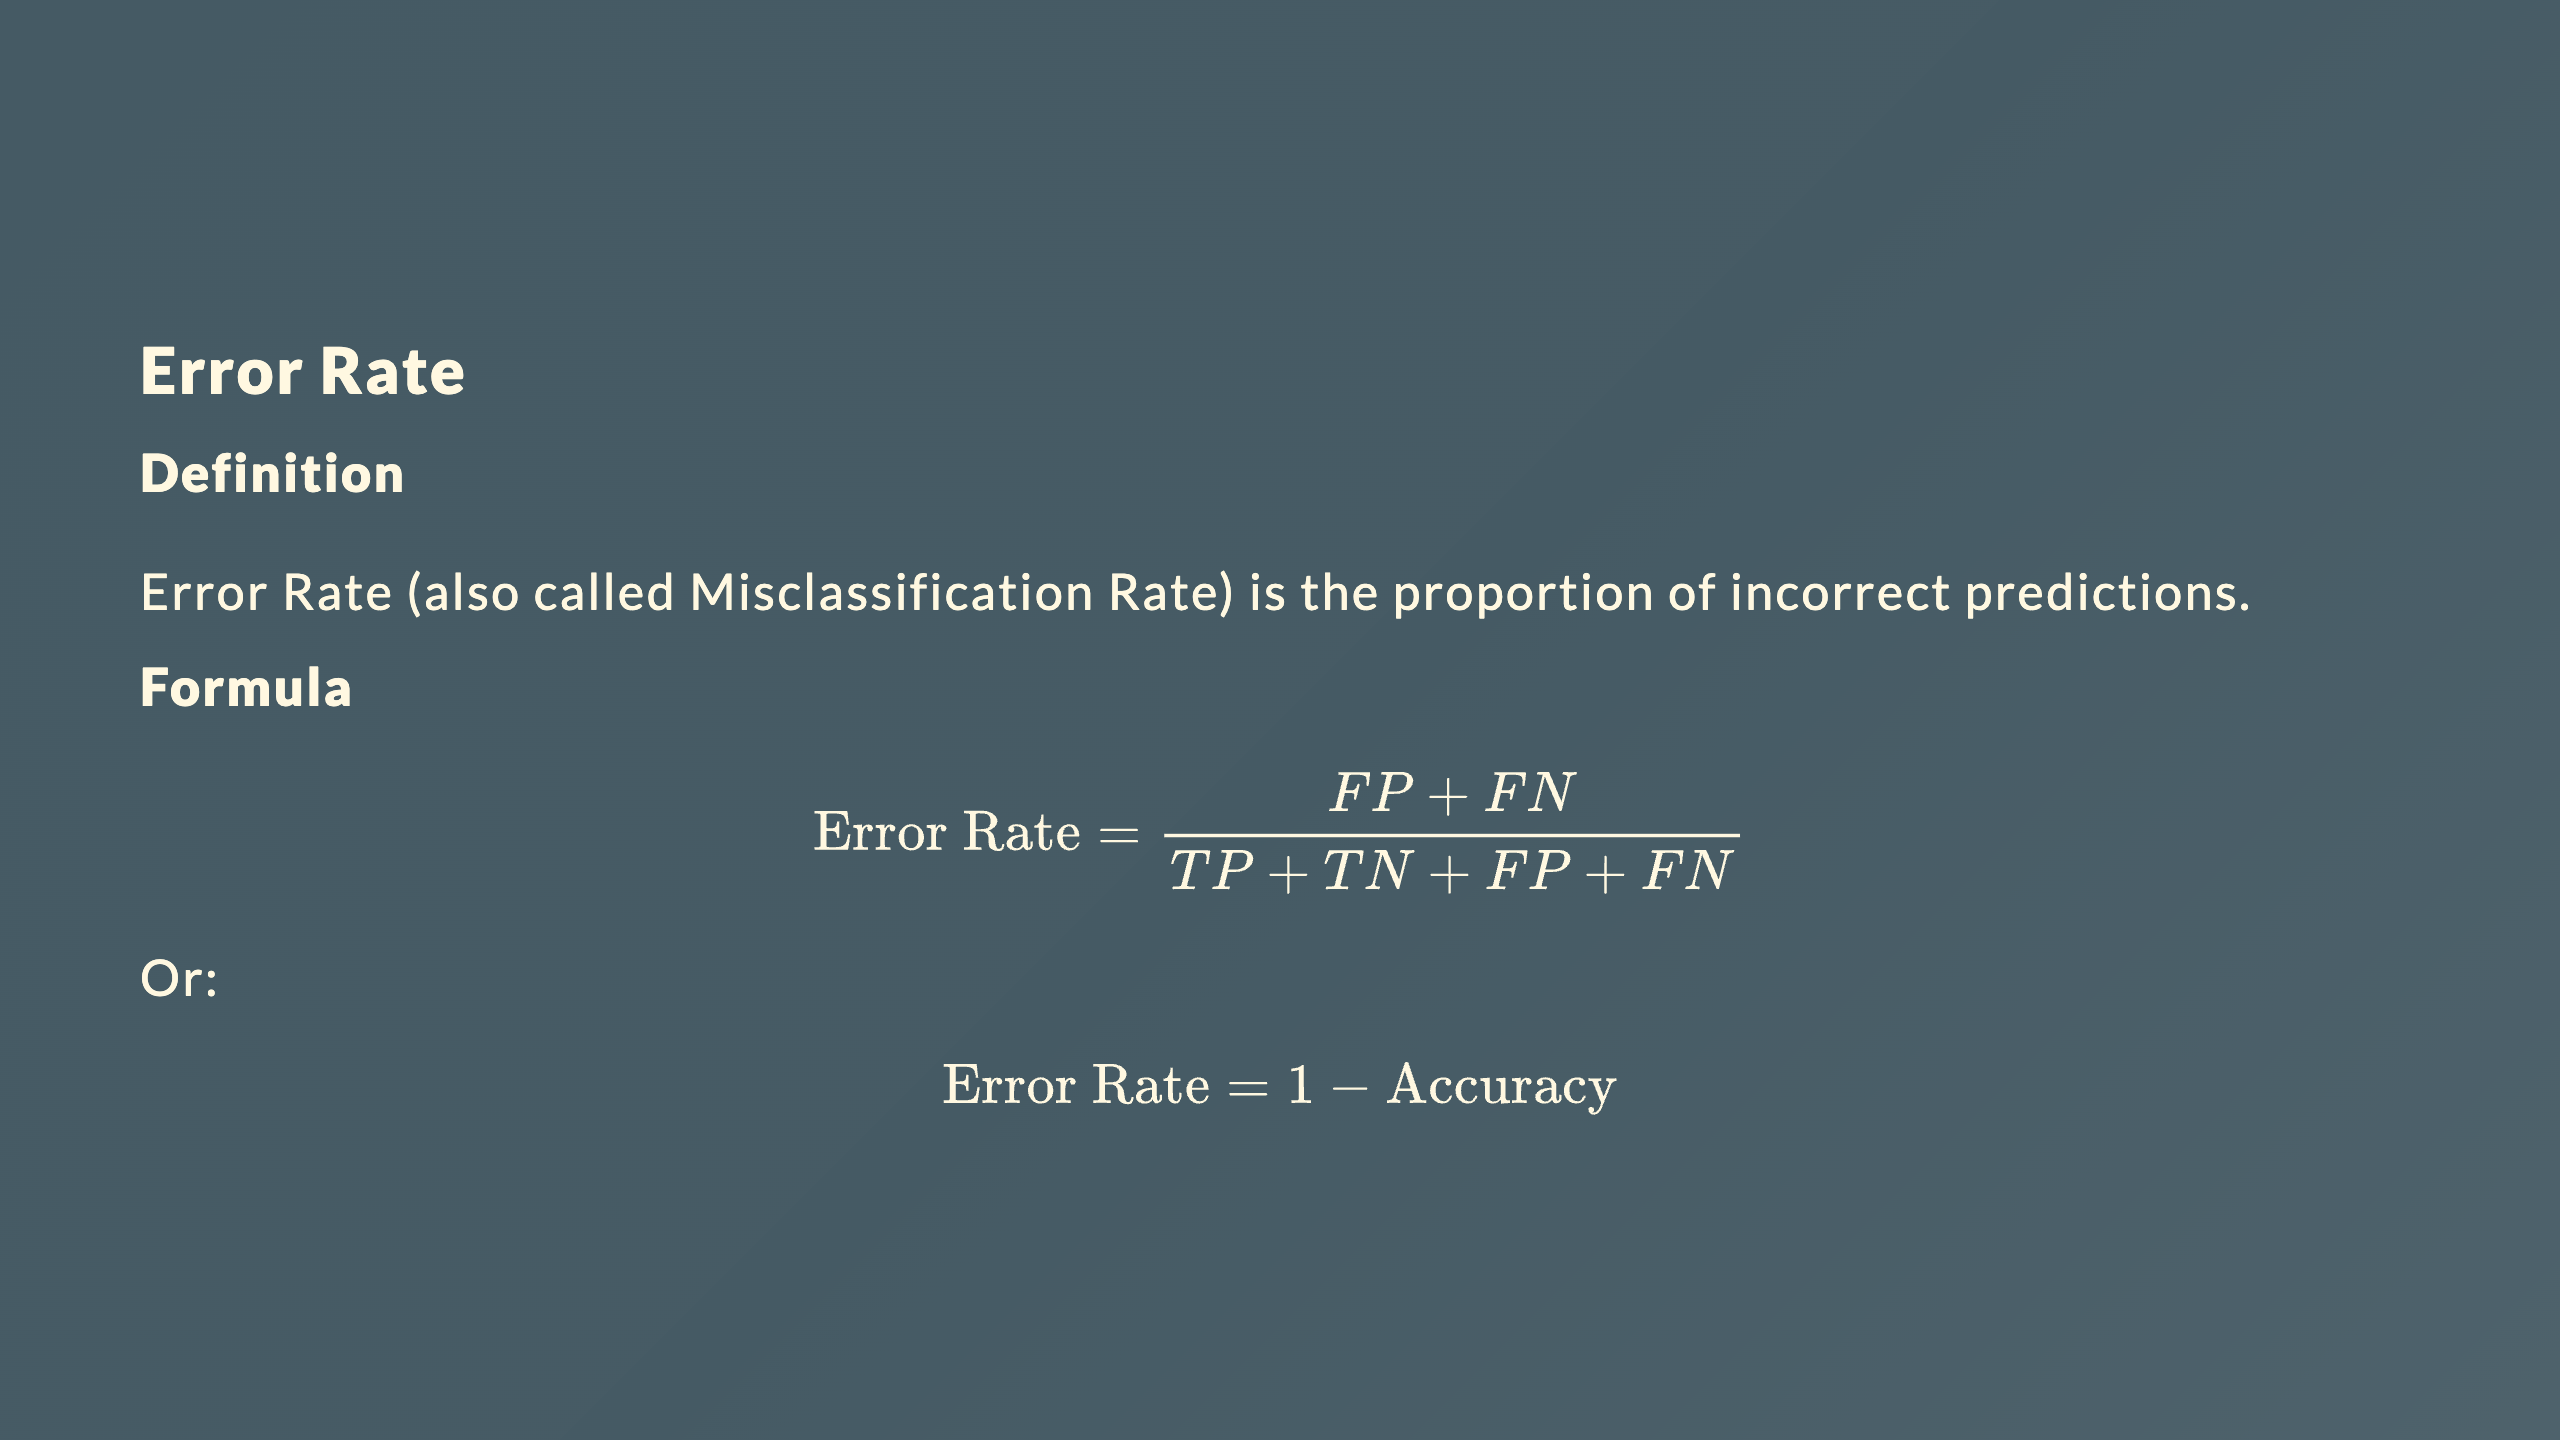 Error Rate
Definition
Error Rate (also called Misclassification Rate) is the proportion of incorrect predictions.
Formula
Error Rate = \frac{FP + FN}{TP + TN + FP + FN}
Or:
Error Rate = 1 − Accuracy